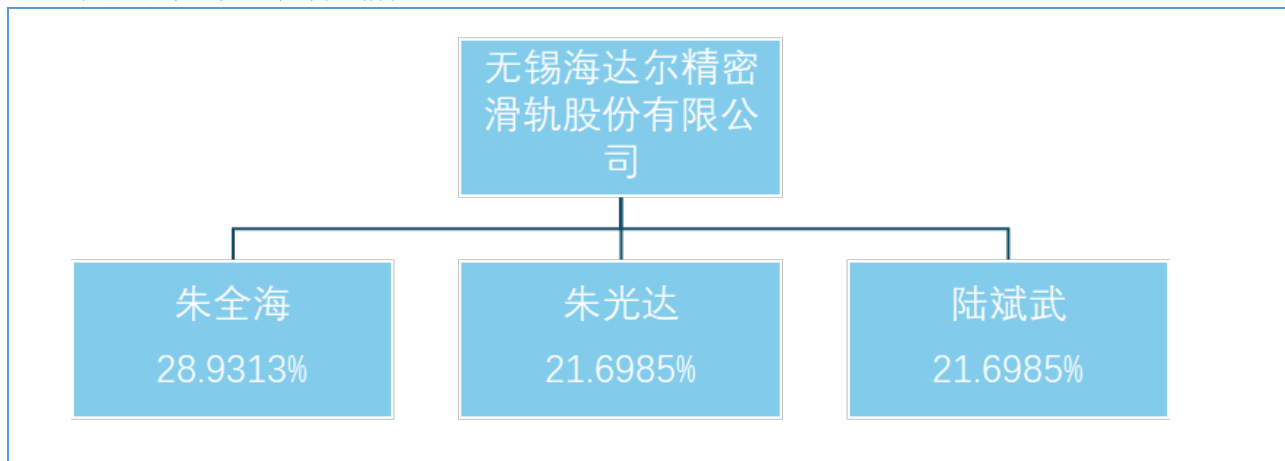 无锡海达尔精密
滑轨股份有限公
司
朱全海
28.9313%
朱光达
21.6985%
陆斌武
21.6985%